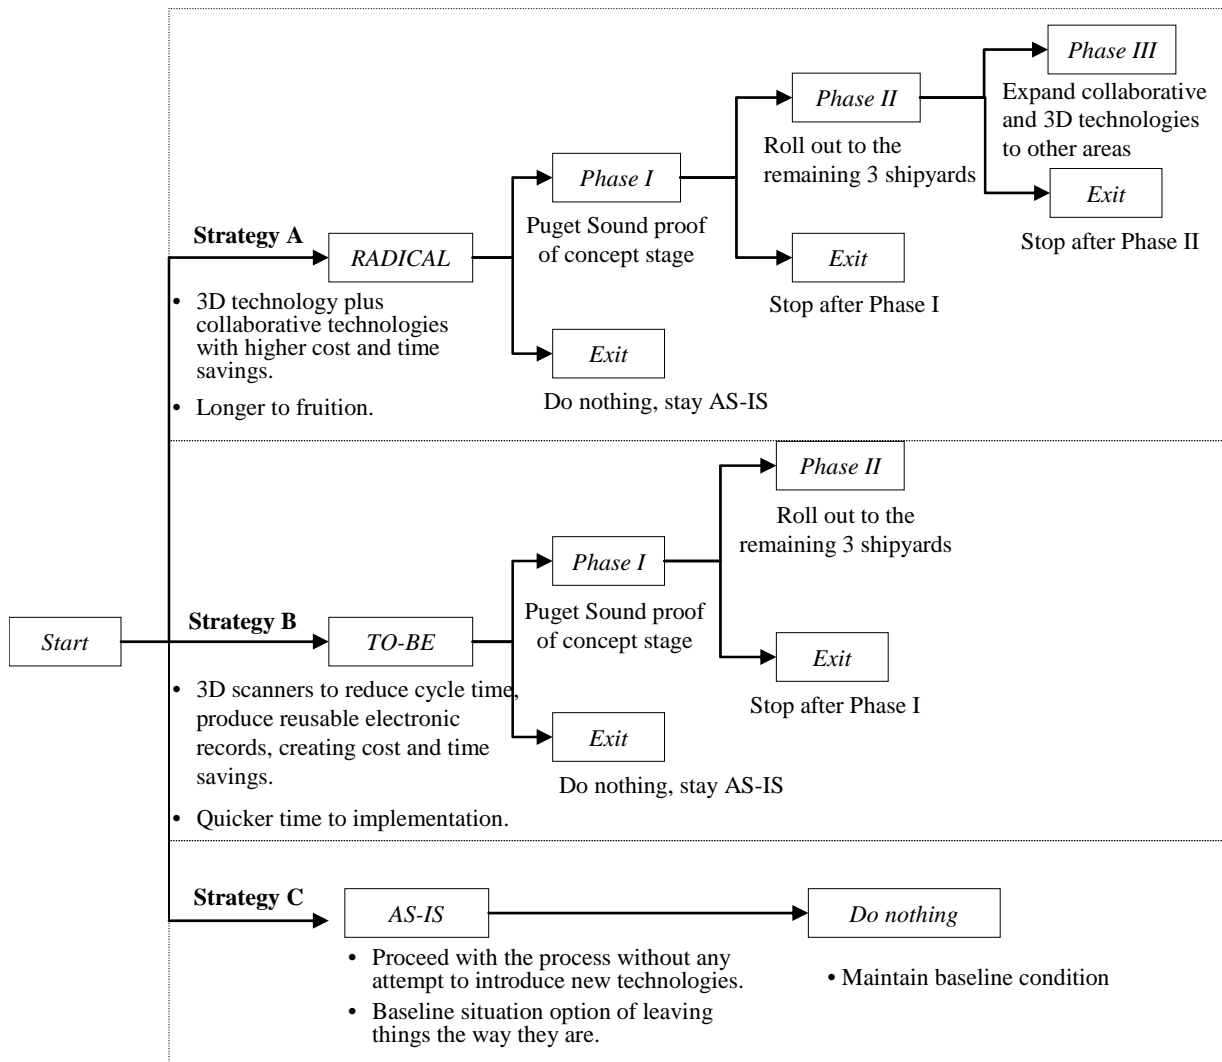 Phase III
Expand collaborative
and 3D technologies
to other areas
Exit
Stop after Phase II
Phase II
Roll out to the
remaining 3 shipyards
Exit
Stop after Phase I
Phase I
Puget Sound proof
of concept stage
Exit
Do nothing, stay AS-IS
Strategy A
RADICAL
• 3D technology plus
collaborative technologies
with higher cost and time
savings.
• Longer to fruition.
Start
Strategy B
TO-BE
• 3D scanners to reduce cycle time,
produce reusable electronic
records, creating cost and time
savings.
• Quicker time to implementation.
Phase I
Puget Sound proof
of concept stage
Exit
Do nothing, stay AS-IS
Phase II
Roll out to the
remaining 3 shipyards
Exit
Stop after Phase I
Strategy C
AS-IS
• Proceed with the process without any
attempt to introduce new technologies.
• Baseline situation option of leaving
things the way they are.
Do nothing
• Maintain baseline condition